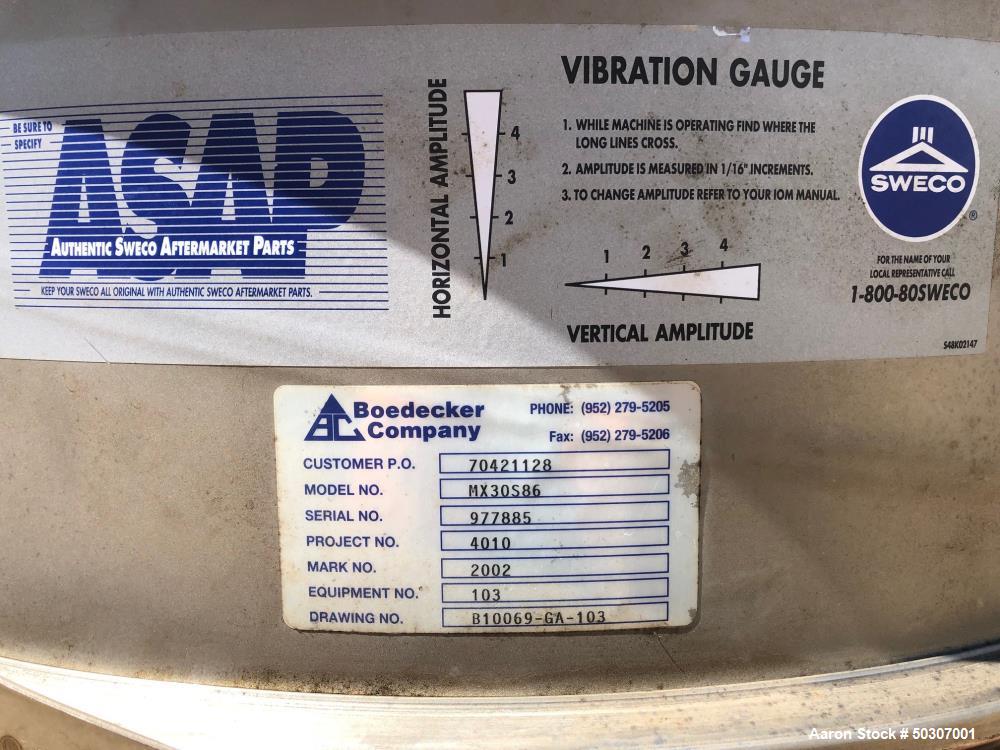 BE SURE TO
SPECIFY
ASAP
AUTHENTIC SWECO AFTERMARKET PARTS
KEEP YOUR SWECO ALL ORIGINAL WITH AUTHENTIC SWECO AFTERMARKET PARTS.
HORIZONTAL AMPLITUDE
4
3
2
1
VIBRATION GAUGE
1. WHILE MACHINE IS OPERATING FIND WHERE THE
LONG LINES CROSS.
2. AMPLITUDE IS MEASURED IN 1/16" INCREMENTS.
3. TO CHANGE AMPLITUDE REFER TO YOUR IOM MANUAL.
1 2 3 4
VERTICAL AMPLITUDE
SWECO
®
FOR THE NAME OF YOUR
LOCAL REPRESENTATIVE CALL
1-800-80SWECO
S48K02147
BC Boedecker
Company
PHONE: (952) 279-5205
Fax: (952) 279-5206
CUSTOMER P.O. 70421128
MODEL NO. MX30S86
SERIAL NO. 977885
PROJECT NO. 4010
MARK NO. 2002
EQUIPMENT NO. 103
DRAWING NO. B10069-GA-103
Aaron Stock # 50307001